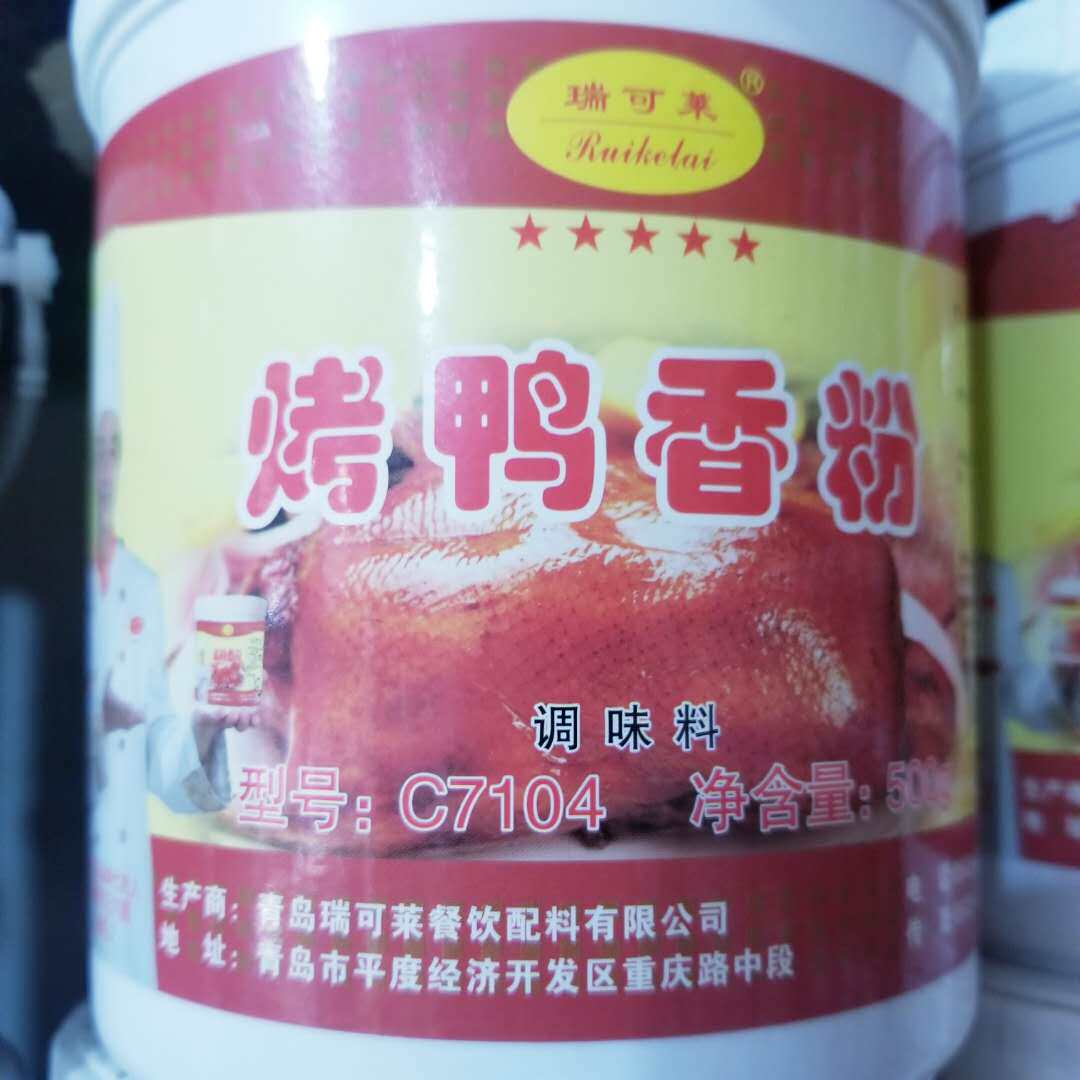 瑞可莱®
Ruikelai
烤鸭香粉
调味料
型号：C7104 净含量：500g
生产商：青岛瑞可莱餐饮配料有限公司
地 址：青岛市平度经济开发区重庆路中段